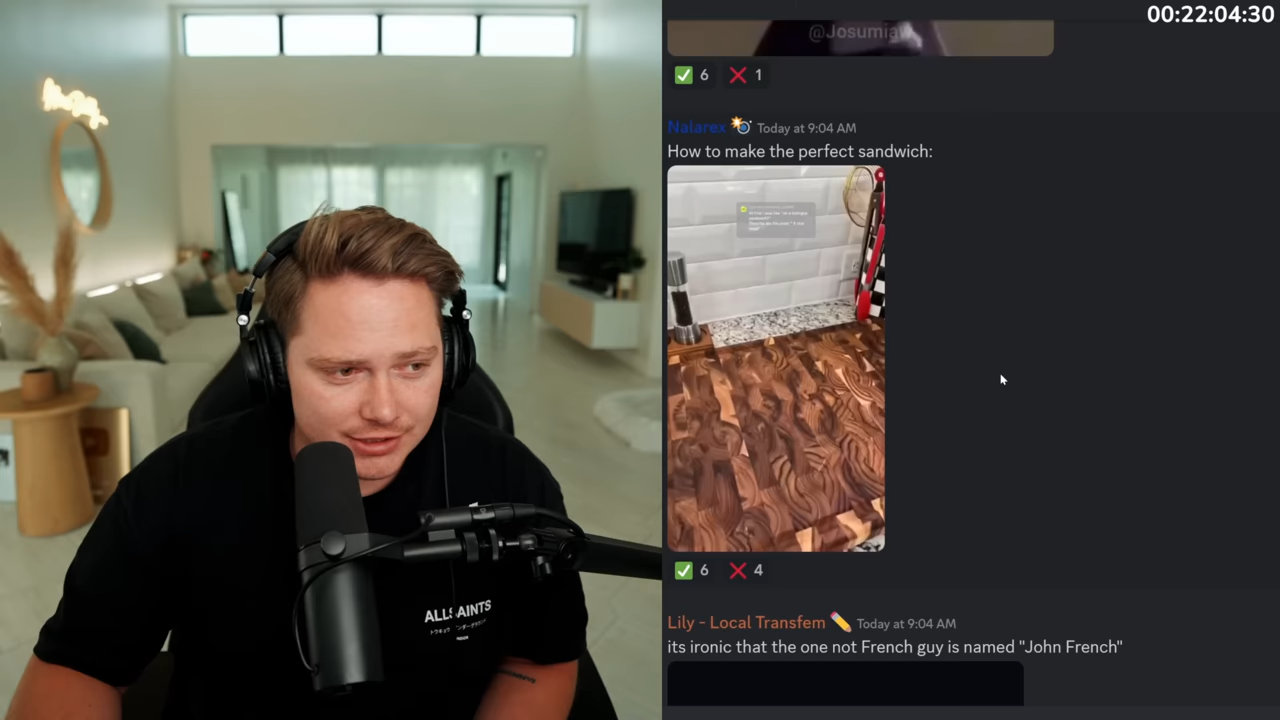 00:22:04:30
@Josumia
6 1
Nalarex Today at 9:04 AM
How to make the perfect sandwich:
6 4
Lily - Local Transfem Today at 9:04 AM
its ironic that the one not French guy is named "John French"
ALLSAINTS